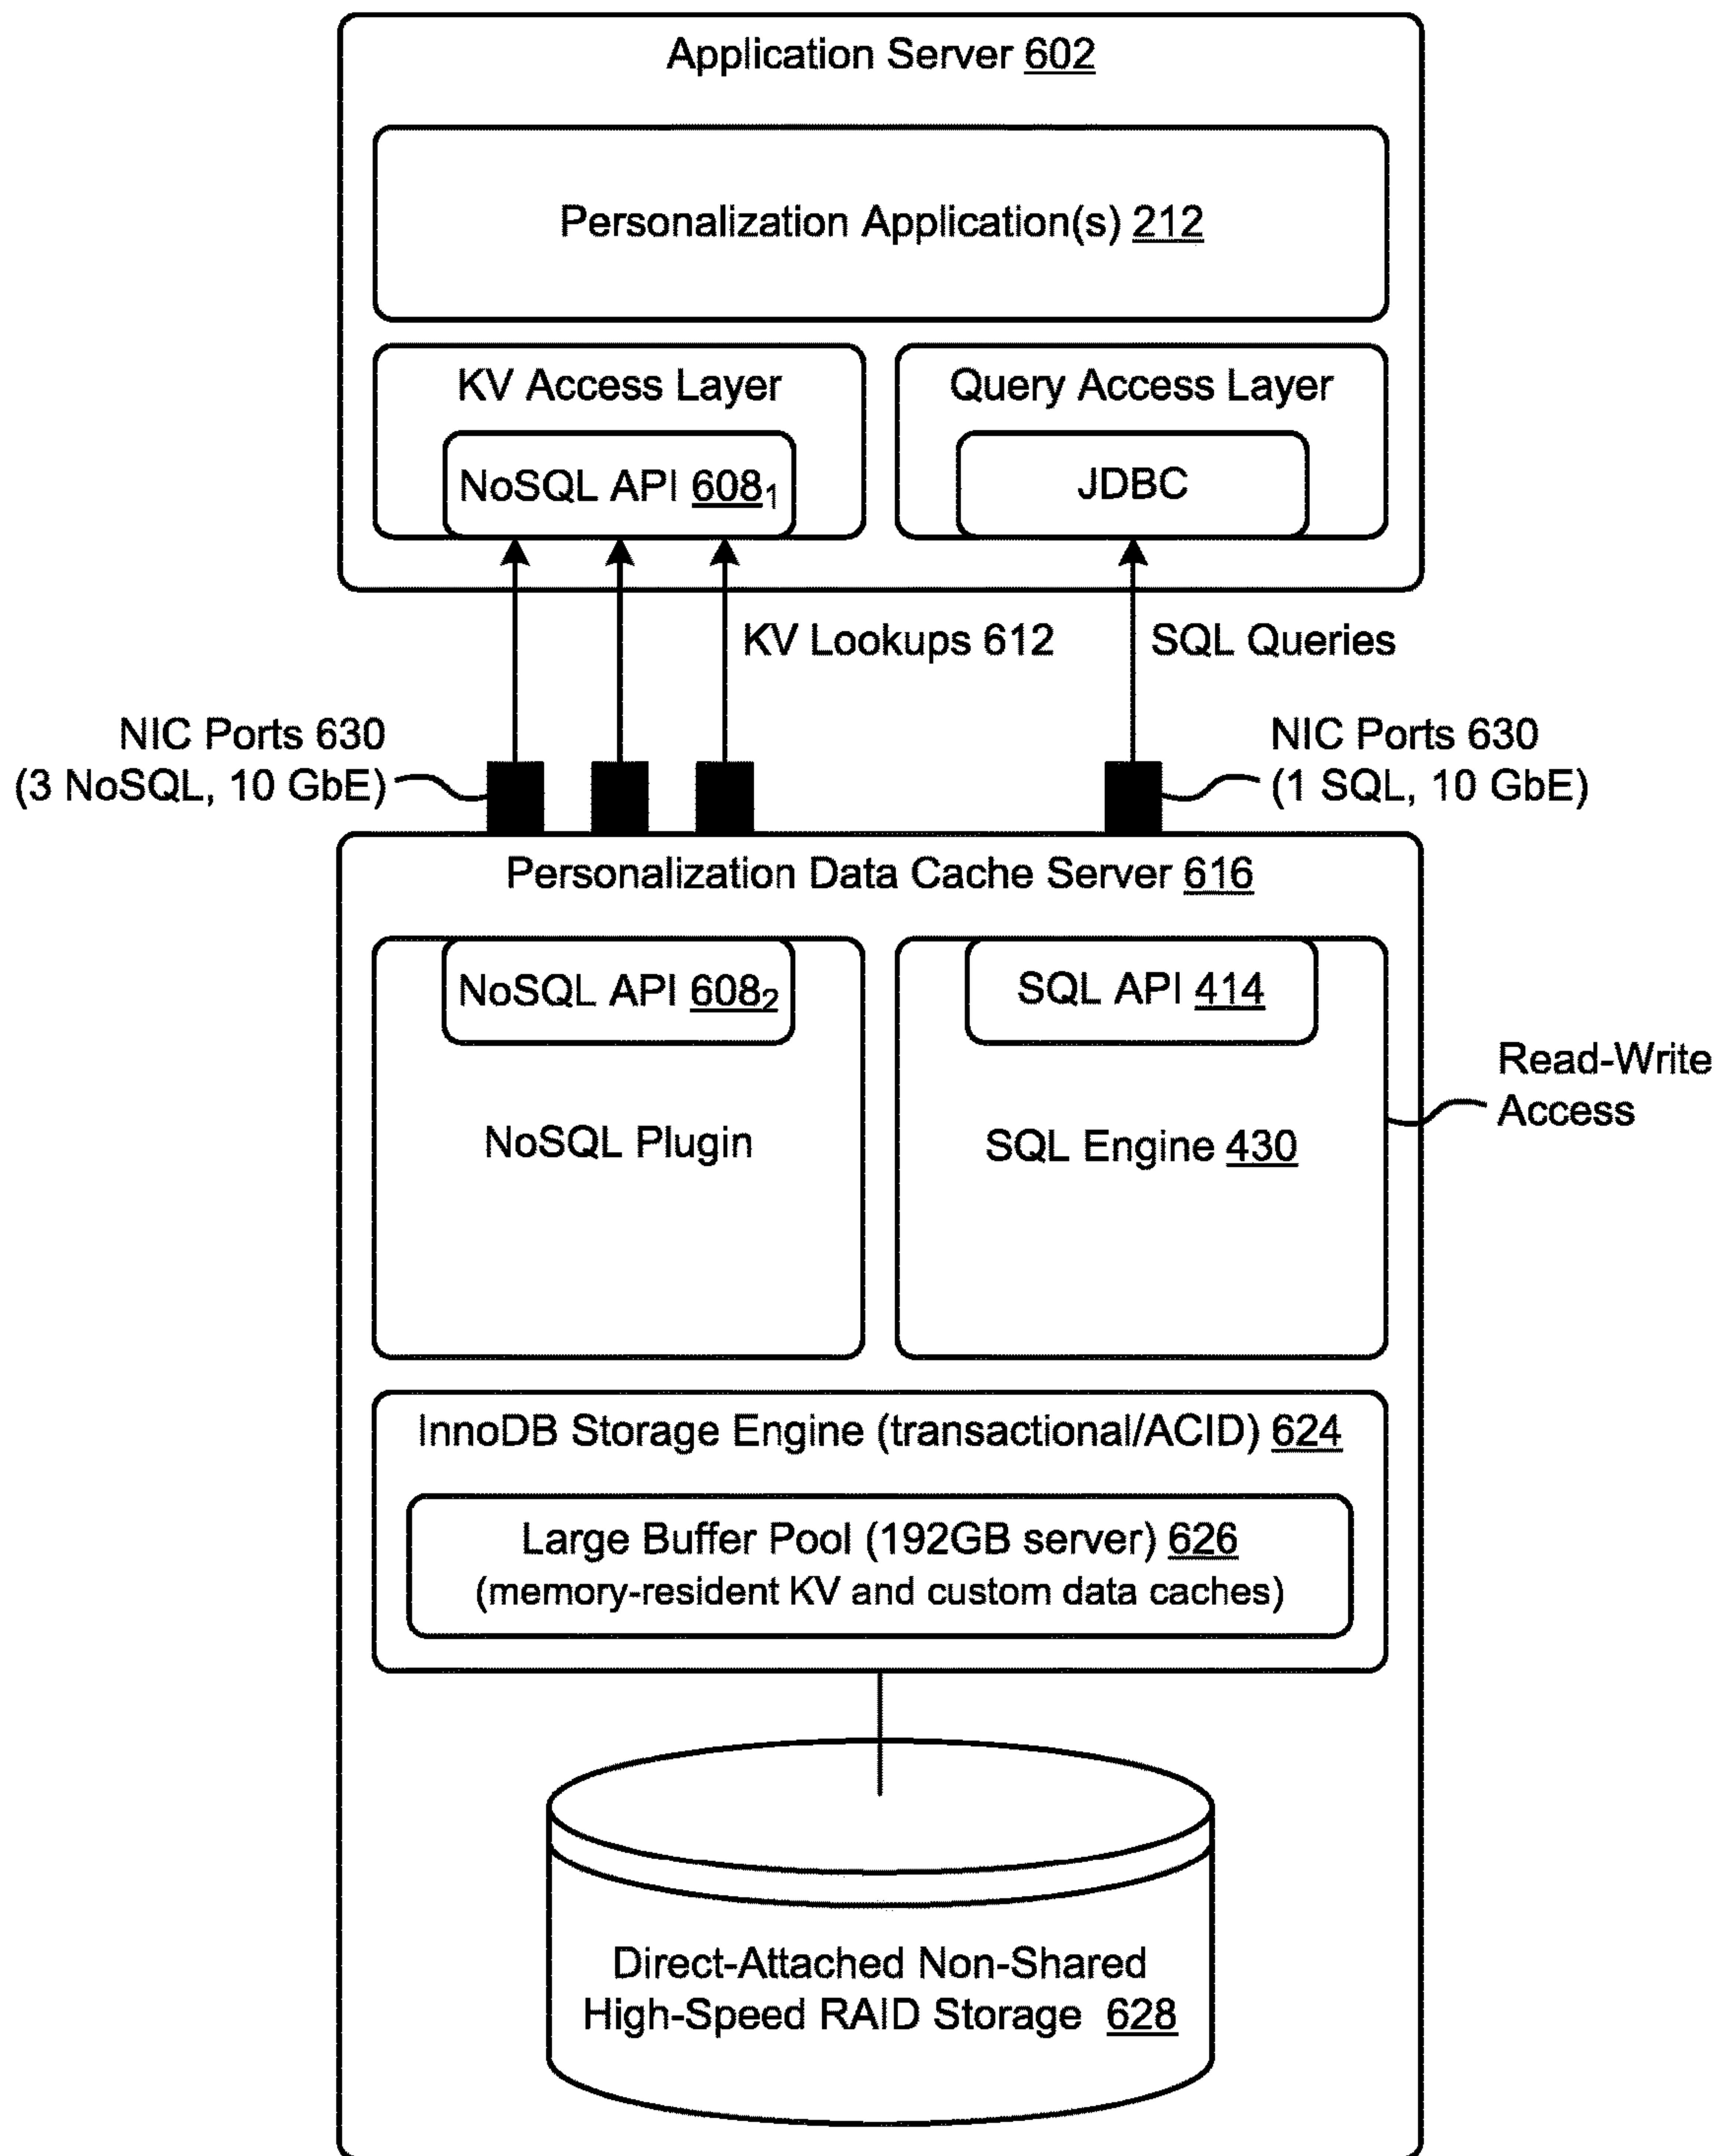 Application Server 602
Personalization Application(s) 212
KV Access Layer
NoSQL API 608₁
Query Access Layer
JDBC
KV Lookups 612
SQL Queries
NIC Ports 630
(3 NoSQL, 10 GbE)
NIC Ports 630
(1 SQL, 10 GbE)
Personalization Data Cache Server 616
NoSQL API 608₂
NoSQL Plugin
SQL API 414
SQL Engine 430
Read-Write
Access
InnoDB Storage Engine (transactional/ACID) 624
Large Buffer Pool (192GB server) 626
(memory-resident KV and custom data caches)
Direct-Attached Non-Shared
High-Speed RAID Storage 628